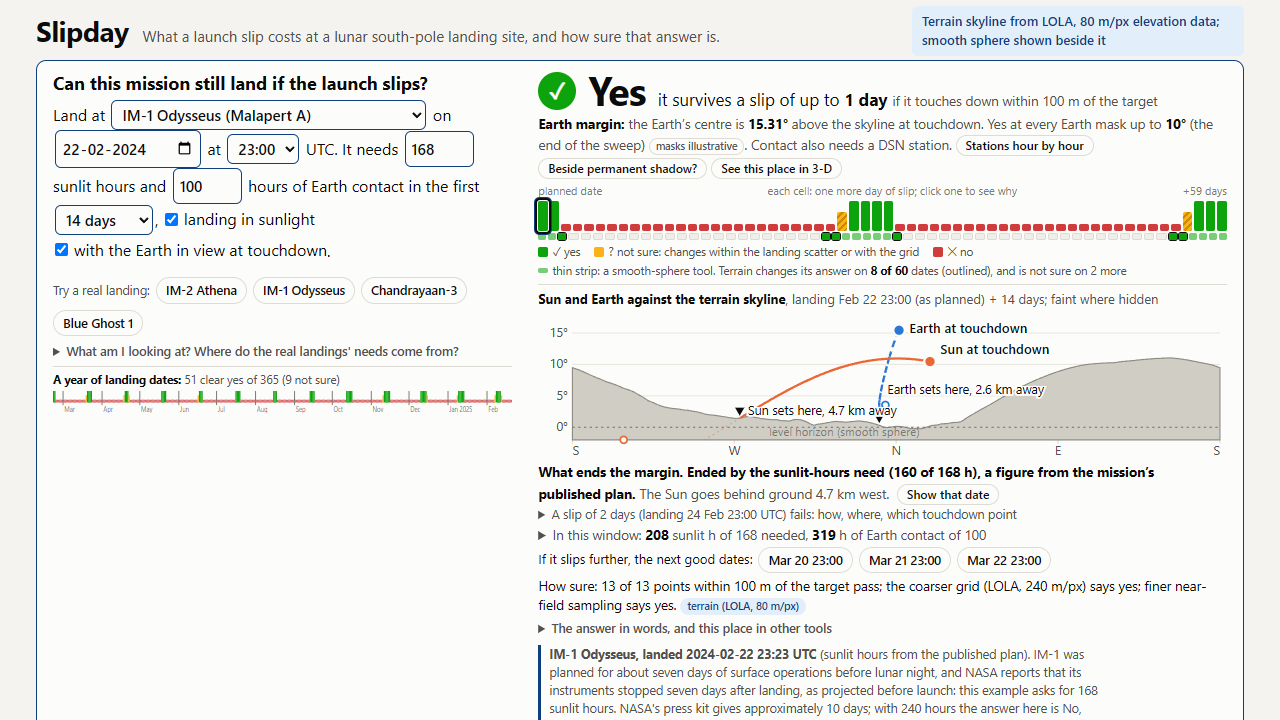 Slipday What a launch slip costs at a lunar south-pole landing site, and how sure that answer is.
Terrain skyline from LOLA, 80 m/px elevation data;
smooth sphere shown beside it
Can this mission still land if the launch slips?
Land at IM-1 Odysseus (Malapert A) on
22-02-2024 at 23:00 UTC. It needs 168
sunlit hours and 100 hours of Earth contact in the first
14 days , landing in sunlight
with the Earth in view at touchdown.
Try a real landing: IM-2 Athena IM-1 Odysseus Chandrayaan-3
Blue Ghost 1
▶ What am I looking at? Where do the real landings' needs come from?
A year of landing dates: 51 clear yes of 365 (9 not sure)
Mar Apr May Jun Jul Aug Sep Oct Nov Dec Jan 2025 Feb
✓ Yes it survives a slip of up to 1 day if it touches down within 100 m of the target
Earth margin: the Earth's centre is 15.31° above the skyline at touchdown. Yes at every Earth mask up to 10° (the
end of the sweep) masks illustrative . Contact also needs a DSN station. Stations hour by hour
Beside permanent shadow? See this place in 3-D
planned date each cell: one more day of slip; click one to see why +59 days
✓ yes ? not sure: changes within the landing scatter or with the grid ✕ no
thin strip: a smooth-sphere tool. Terrain changes its answer on 8 of 60 dates (outlined), and is not sure on 2 more
Sun and Earth against the terrain skyline, landing Feb 22 23:00 (as planned) + 14 days; faint where hidden
15°
10°
5°
0°
Earth at touchdown
Sun at touchdown
Earth sets here, 2.6 km away
▼ Sun sets here, 4.7 km away
level horizon (smooth sphere)
S W N E S
What ends the margin. Ended by the sunlit-hours need (160 of 168 h), a figure from the mission's
published plan. The Sun goes behind ground 4.7 km west. Show that date
▶ A slip of 2 days (landing 24 Feb 23:00 UTC) fails: how, where, which touchdown point
▶ In this window: 208 sunlit h of 168 needed, 319 h of Earth contact of 100
If it slips further, the next good dates: Mar 20 23:00 Mar 21 23:00 Mar 22 23:00
How sure: 13 of 13 points within 100 m of the target pass; the coarser grid (LOLA, 240 m/px) says yes; finer near-
field sampling says yes. terrain (LOLA, 80 m/px)
▶ The answer in words, and this place in other tools
IM-1 Odysseus, landed 2024-02-22 23:23 UTC (sunlit hours from the published plan). IM-1 was
planned for about seven days of surface operations before lunar night, and NASA reports that its
instruments stopped seven days after landing, as projected before launch: this example asks for 168
sunlit hours. NASA's press kit gives approximately 10 days; with 240 hours the answer here is No,